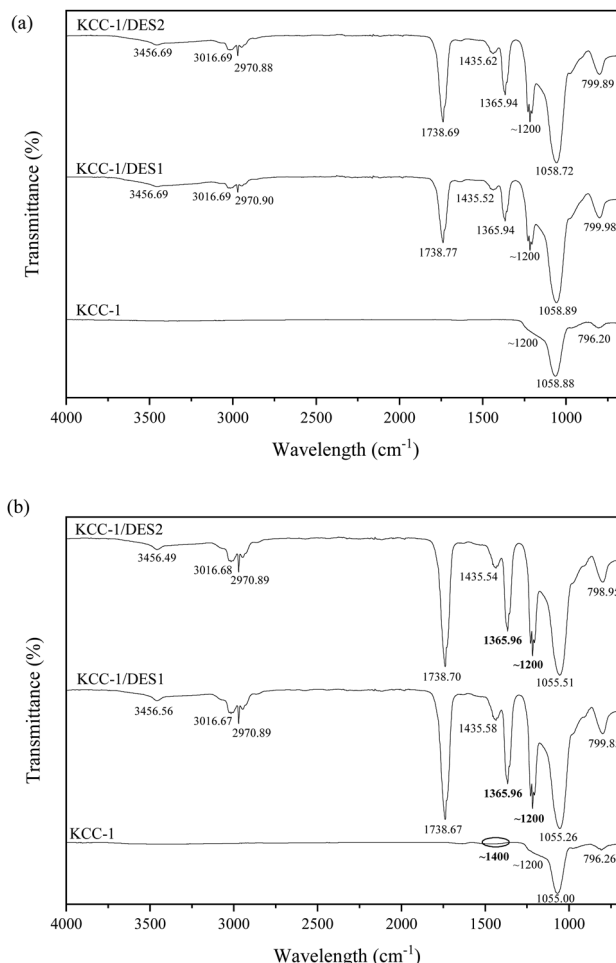 (a)
KCC-1/DES2
3456.69
3016.69
2970.88
1738.69
1435.62
1365.94
~1200
1058.72
799.89
KCC-1/DES1
3456.69
3016.69
2970.90
1738.77
1435.52
1365.94
~1200
1058.89
799.98
KCC-1
~1200
1058.88
796.20
Transmittance (%)
4000 3500 3000 2500 2000 1500 1000
Wavelength (cm-1)
(b)
KCC-1/DES2
3456.49
3016.68
2970.89
1738.70
1435.54
1365.96
~1200
1055.51
KCC-1/DES1
3456.56
3016.67
2970.89
1738.67
1435.58
1365.96
~1200
1055.26
KCC-1
~1400
~1200
1055.00
796.26
Transmittance (%)
4000 3500 3000 2500 2000 1500 1000
Wavelength (cm-1)